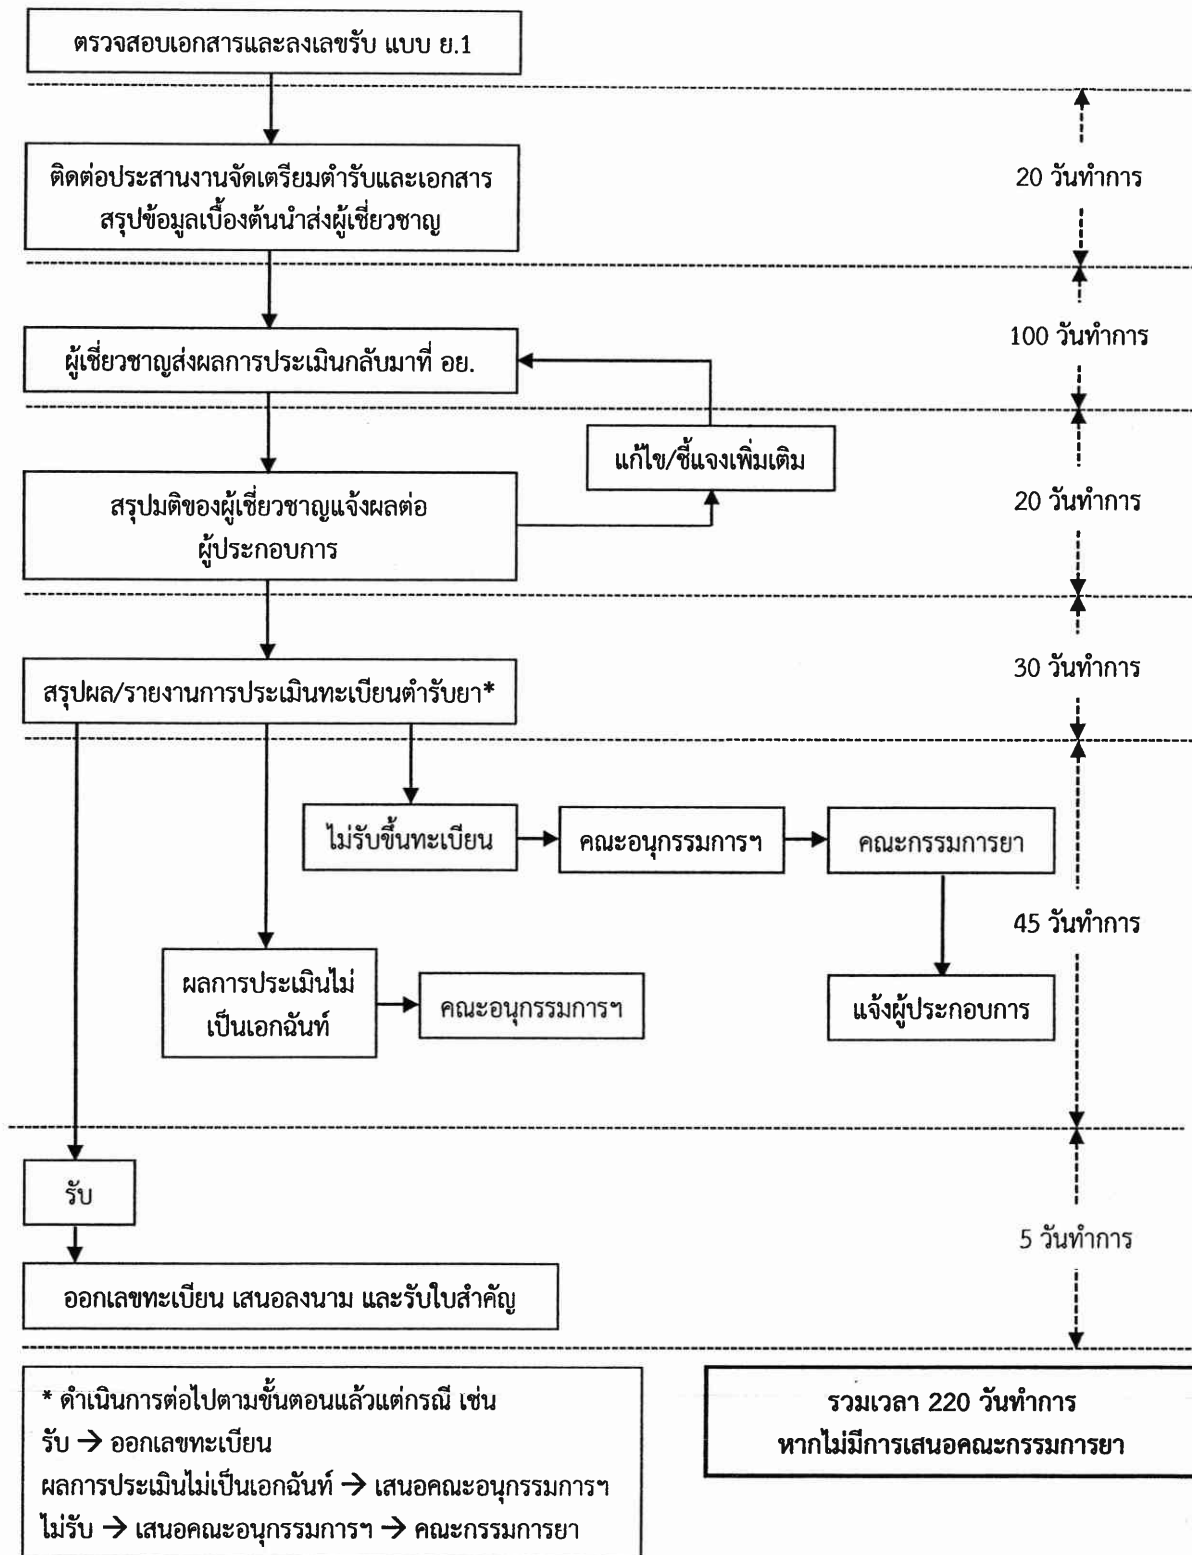 ตรวจสอบเอกสารและลงเลขรับ แบบ ย.1
ติดต่อประสานงานจัดเตรียมตำรับและเอกสาร
สรุปข้อมูลเบื้องต้นนำส่งผู้เชี่ยวชาญ
20 วันทำการ
ผู้เชี่ยวชาญส่งผลการประเมินกลับมาที่ อย.
100 วันทำการ
แก้ไข/ชี้แจงเพิ่มเติม
สรุปมติของผู้เชี่ยวชาญแจ้งผลต่อ
ผู้ประกอบการ
20 วันทำการ
สรุปผล/รายงานการประเมินทะเบียนตำรับยา*
30 วันทำการ
ไม่รับขึ้นทะเบียน
คณะอนุกรรมการฯ
คณะกรรมการยา
45 วันทำการ
ผลการประเมินไม่
เป็นเอกฉันท์
คณะอนุกรรมการฯ
แจ้งผู้ประกอบการ
รับ
5 วันทำการ
ออกเลขทะเบียน เสนอลงนาม และรับใบสำคัญ
* ดำเนินการต่อไปตามขั้นตอนแล้วแต่กรณี เช่น
รับ → ออกเลขทะเบียน
ผลการประเมินไม่เป็นเอกฉันท์ → เสนอคณะอนุกรรมการฯ
ไม่รับ → เสนอคณะอนุกรรมการฯ → คณะกรรมการยา
รวมเวลา 220 วันทำการ
หากไม่มีการเสนอคณะกรรมการยา